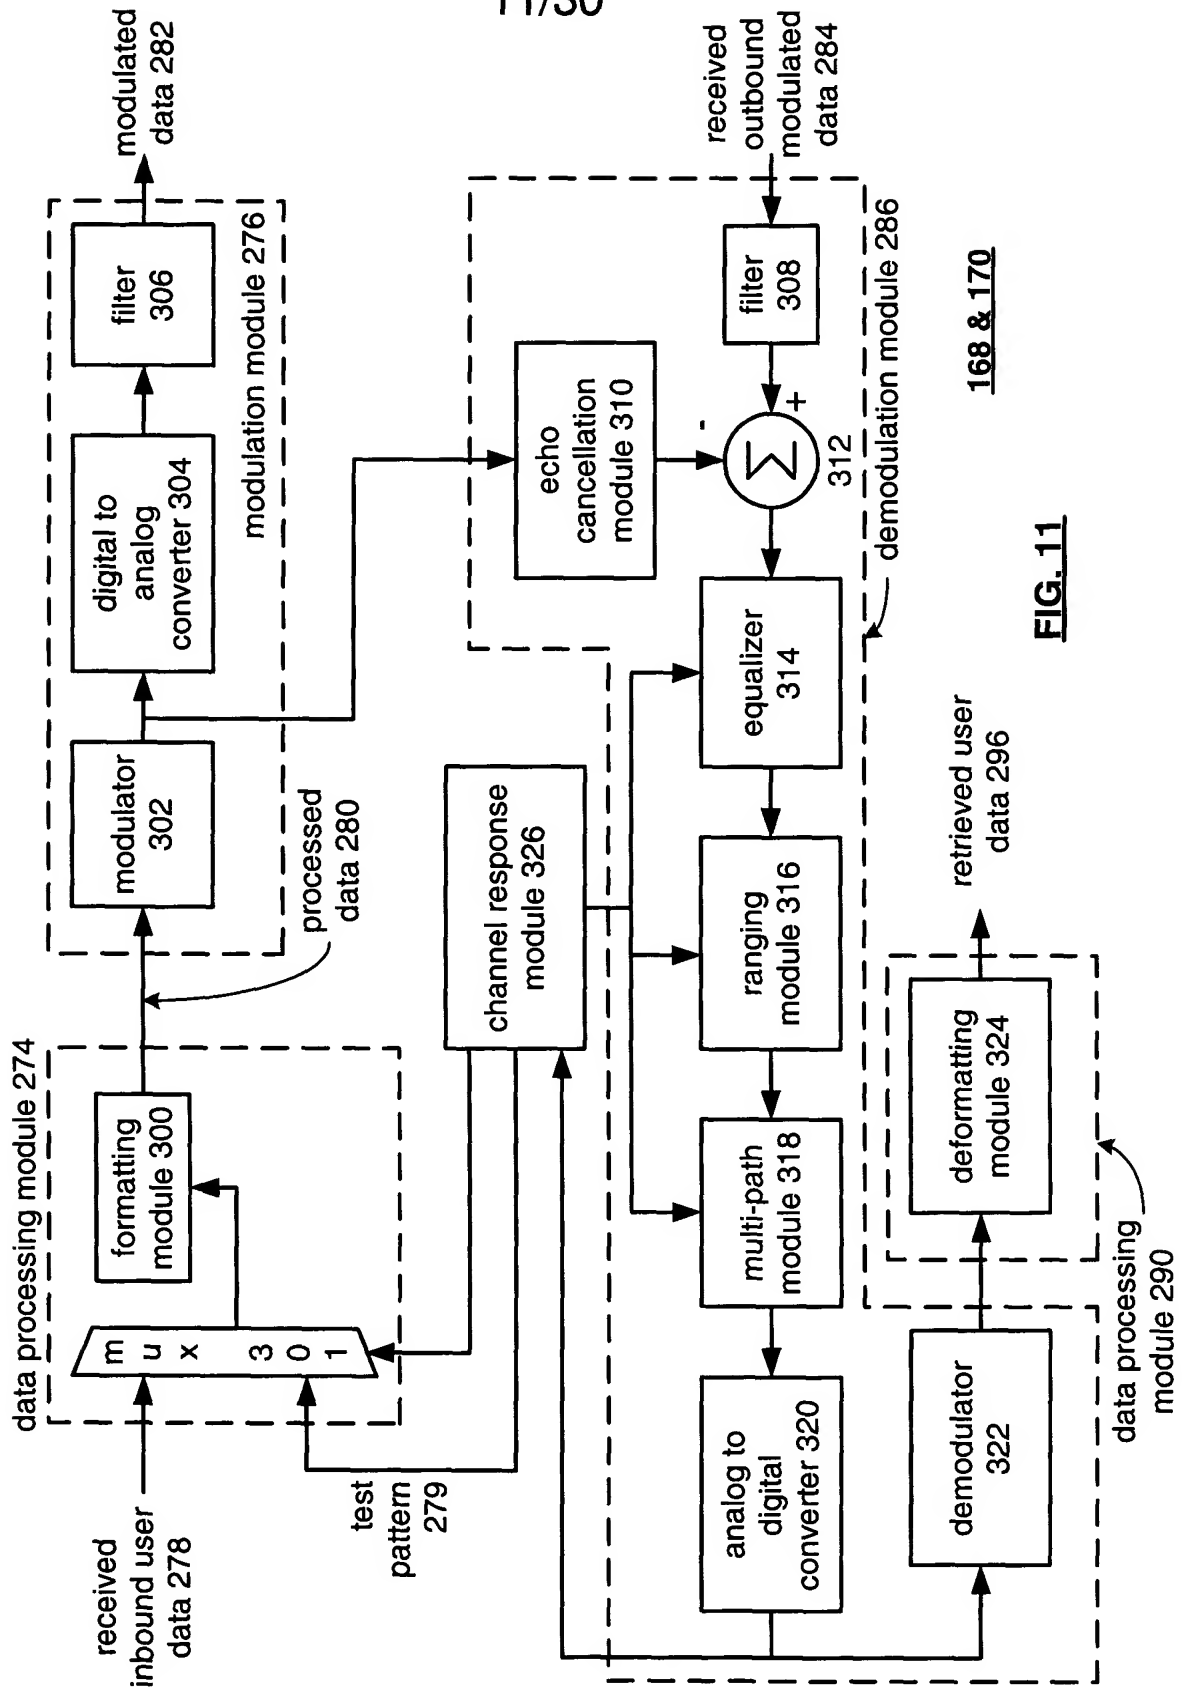 11/30
data processing module 274
received
inbound user
data 278
mux 301
formatting
module 300
test
pattern
279
processed
data 280
modulator
302
digital to
analog
converter 304
filter
306
modulation module 276
modulated
data 282
channel response
module 326
echo
cancellation
module 310
received
outbound
modulated
data 284
filter
308
-
+
Σ
312
equalizer
314
ranging
module 316
multi-path
module 318
analog to
digital
converter 320
demodulation module 286
demodulator
322
deformatting
module 324
retrieved user
data 296
data processing
module 290
168 & 170
FIG. 11